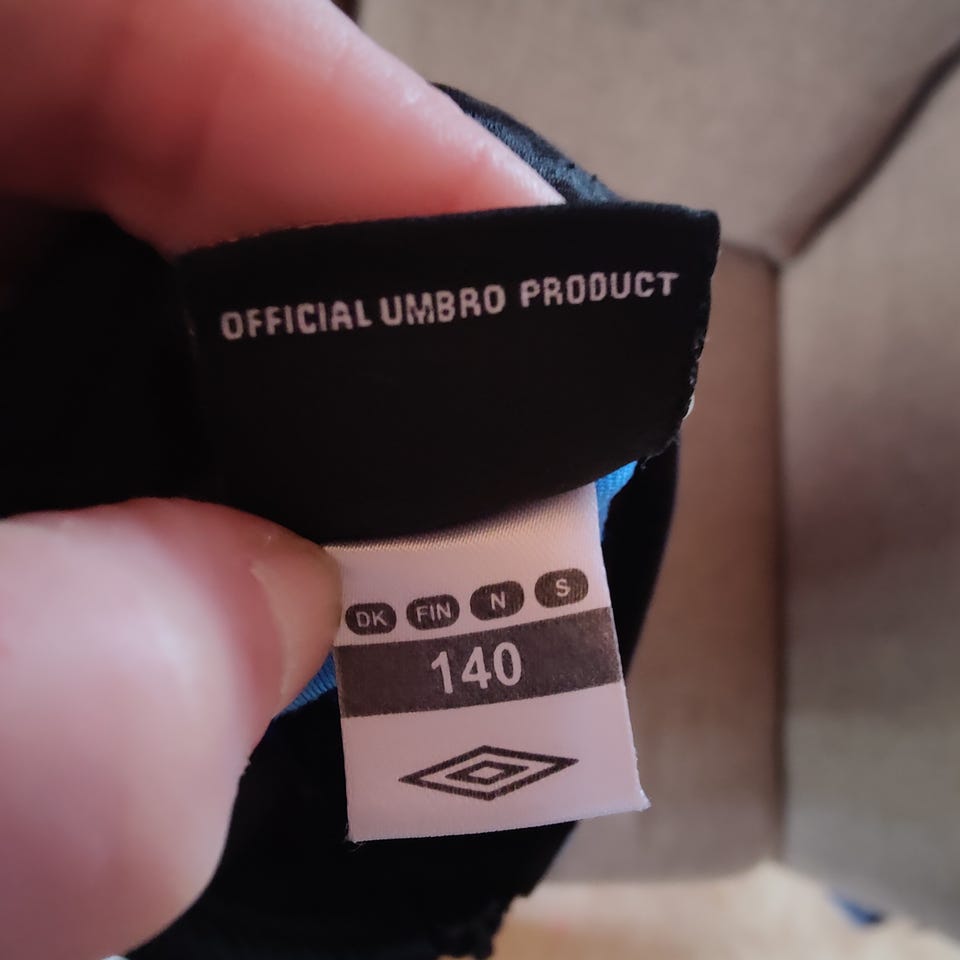 OFFICIAL UMBRO PRODUCT
DK FIN N S
140